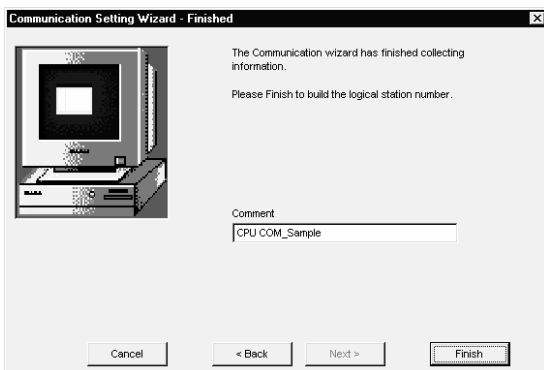 Communication Setting Wizard - Finished
The Communication wizard has finished collecting
information.
Please Finish to build the logical station number.
Comment
CPU COM_Sample
Cancel
< Back
Next >
Finish